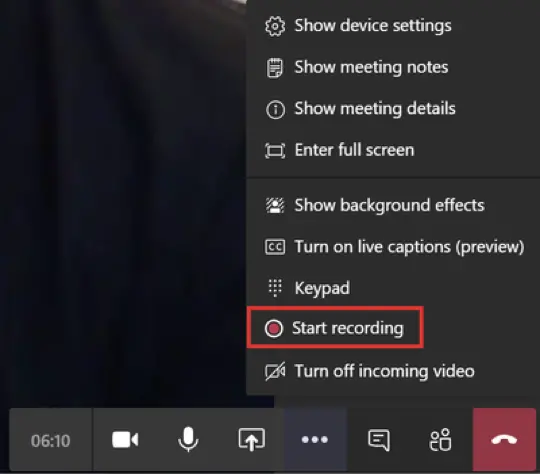 Show device settings
Show meeting notes
Show meeting details
Enter full screen
Show background effects
CC Turn on live captions (preview)
Keypad
Start recording
Turn off incoming video
06:10